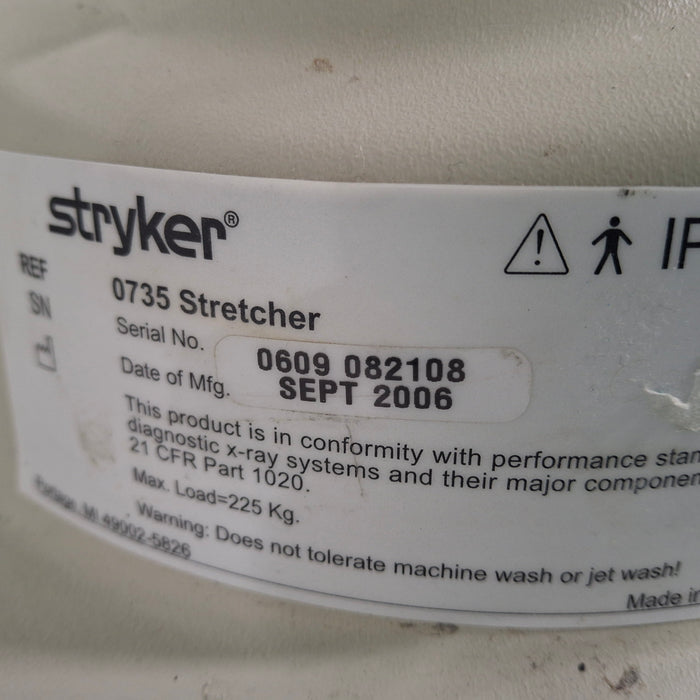 stryker®
IP
REF 0735 Stretcher
SN Serial No. 0609 082108
Date of Mfg. SEPT 2006
This product is in conformity with performance stan
diagnostic x-ray systems and their major componen
21 CFR Part 1020.
Max. Load=225 Kg.
Warning: Does not tolerate machine wash or jet wash!
Portage, MI 49002-5826
Made in